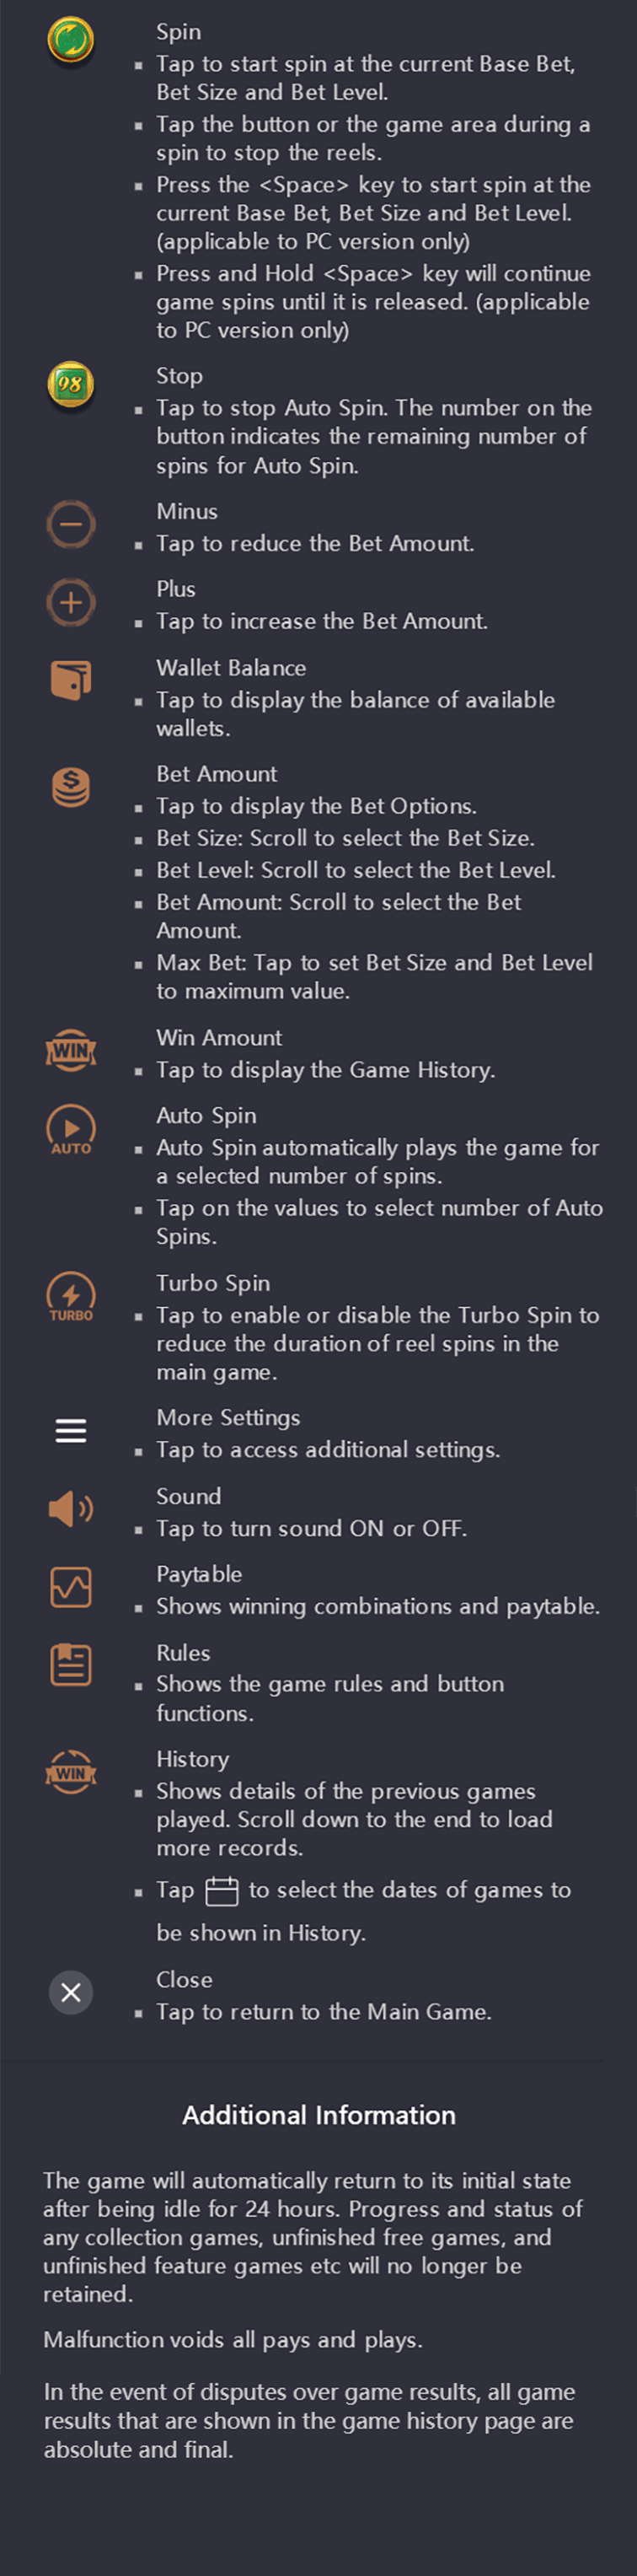 Spin
▪ Tap to start spin at the current Base Bet,
Bet Size and Bet Level.
▪ Tap the button or the game area during a
spin to stop the reels.
▪ Press the <Space> key to start spin at the
current Base Bet, Bet Size and Bet Level.
(applicable to PC version only)
▪ Press and Hold <Space> key will continue
game spins until it is released. (applicable
to PC version only)
98
Stop
▪ Tap to stop Auto Spin. The number on the
button indicates the remaining number of
spins for Auto Spin.
Minus
▪ Tap to reduce the Bet Amount.
Plus
▪ Tap to increase the Bet Amount.
Wallet Balance
▪ Tap to display the balance of available
wallets.
$
Bet Amount
▪ Tap to display the Bet Options.
▪ Bet Size: Scroll to select the Bet Size.
▪ Bet Level: Scroll to select the Bet Level.
▪ Bet Amount: Scroll to select the Bet
Amount.
▪ Max Bet: Tap to set Bet Size and Bet Level
to maximum value.
WIN
Win Amount
▪ Tap to display the Game History.
AUTO
Auto Spin
▪ Auto Spin automatically plays the game for
a selected number of spins.
▪ Tap on the values to select number of Auto
Spins.
TURBO
Turbo Spin
▪ Tap to enable or disable the Turbo Spin to
reduce the duration of reel spins in the
main game.
More Settings
▪ Tap to access additional settings.
Sound
▪ Tap to turn sound ON or OFF.
Paytable
▪ Shows winning combinations and paytable.
Rules
▪ Shows the game rules and button
functions.
WIN
History
▪ Shows details of the previous games
played. Scroll down to the end to load
more records.
▪ Tap to select the dates of games to
be shown in History.
Close
▪ Tap to return to the Main Game.
Additional Information
The game will automatically return to its initial state
after being idle for 24 hours. Progress and status of
any collection games, unfinished free games, and
unfinished feature games etc will no longer be
retained.
Malfunction voids all pays and plays.
In the event of disputes over game results, all game
results that are shown in the game history page are
absolute and final.